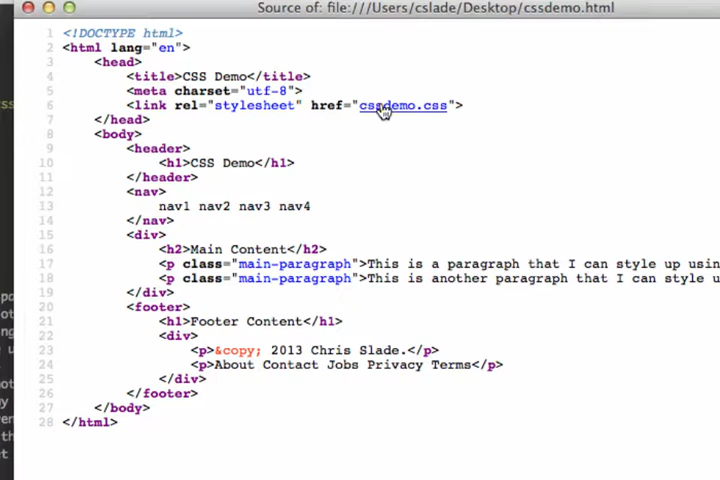 Source of: file:///Users/cslade/Desktop/cssdemo.html
1 <!DOCTYPE html>
2 <html lang="en">
3 <head>
4 <title>CSS Demo</title>
5 <meta charset="utf-8">
6 <link rel="stylesheet" href="cssdemo.css">
7 </head>
8 <body>
9 <header>
10 <h1>CSS Demo</h1>
11 </header>
12 <nav>
13 nav1 nav2 nav3 nav4
14 </nav>
15 <div>
16 <h2>Main Content</h2>
17 <p class="main-paragraph">This is a paragraph that I can style up usin
18 <p class="main-paragraph">This is another paragraph that I can style u
19 </div>
20 <footer>
21 <h1>Footer Content</h1>
22 <div>
23 <p>&copy; 2013 Chris Slade.</p>
24 <p>About Contact Jobs Privacy Terms</p>
25 </div>
26 </footer>
27 </body>
28 </html>